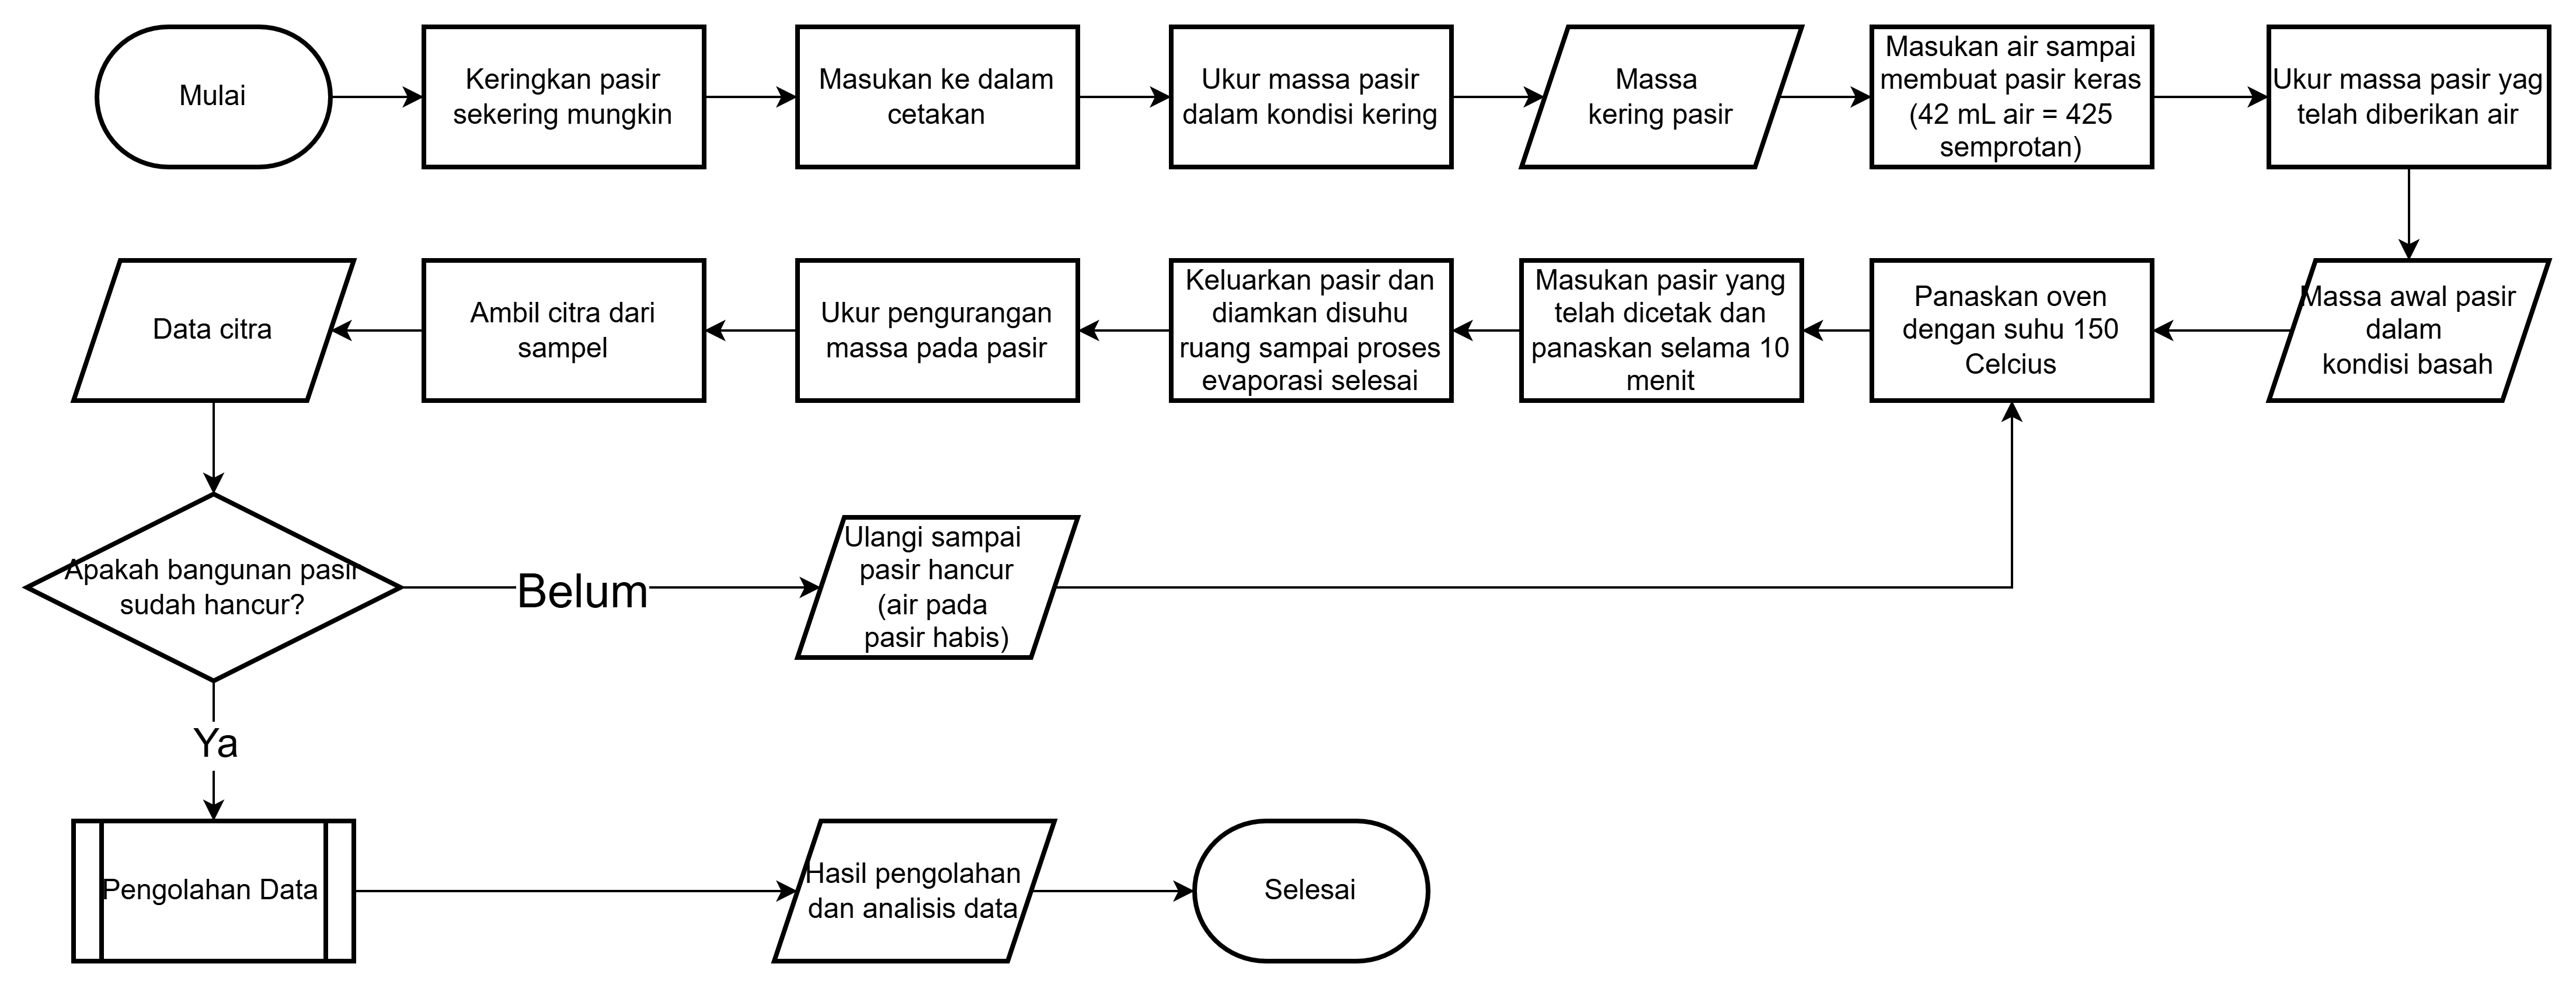 Mulai
Keringkan pasir
sekering mungkin
Masukan ke dalam
cetakan
Ukur massa pasir
dalam kondisi kering
Massa
kering pasir
Masukan air sampai
membuat pasir keras
(42 mL air = 425
semprotan)
Ukur massa pasir yag
telah diberikan air
Massa awal pasir
dalam
kondisi basah
Panaskan oven
dengan suhu 150
Celcius
Masukan pasir yang
telah dicetak dan
panaskan selama 10
menit
Keluarkan pasir dan
diamkan disuhu
ruang sampai proses
evaporasi selesai
Ukur pengurangan
massa pada pasir
Ambil citra dari
sampel
Data citra
Apakah bangunan pasir
sudah hancur?
Belum
Ulangi sampai
pasir hancur
(air pada
pasir habis)
Ya
Pengolahan Data
Hasil pengolahan
dan analisis data
Selesai